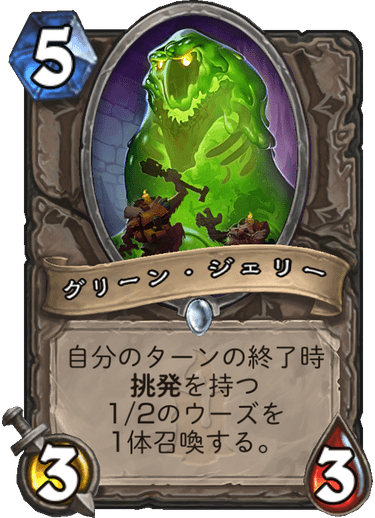 5
グリーン・ジェリー
自分のターンの終了時
挑発を持つ
1/2のウーズを
1体召喚する。
3
3